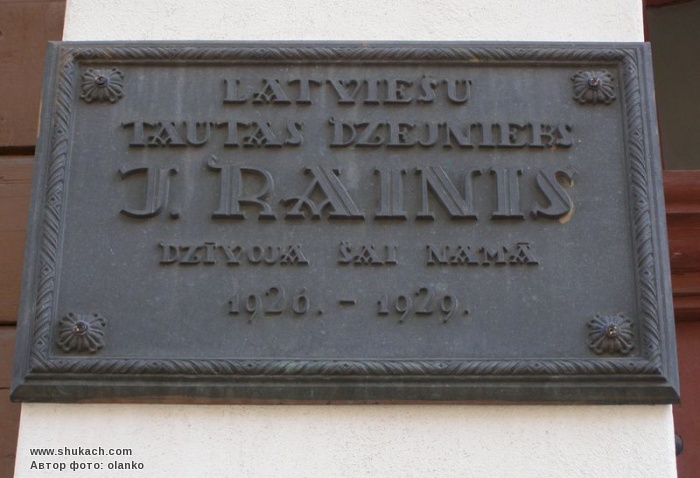 LATVIEŠU
TAUTAS DZEJNIEKS
J. RAINIS
DZĪVOJA ŠAI NAMĀ
1926. - 1929.
www.shukach.com
Автор фото: olanko